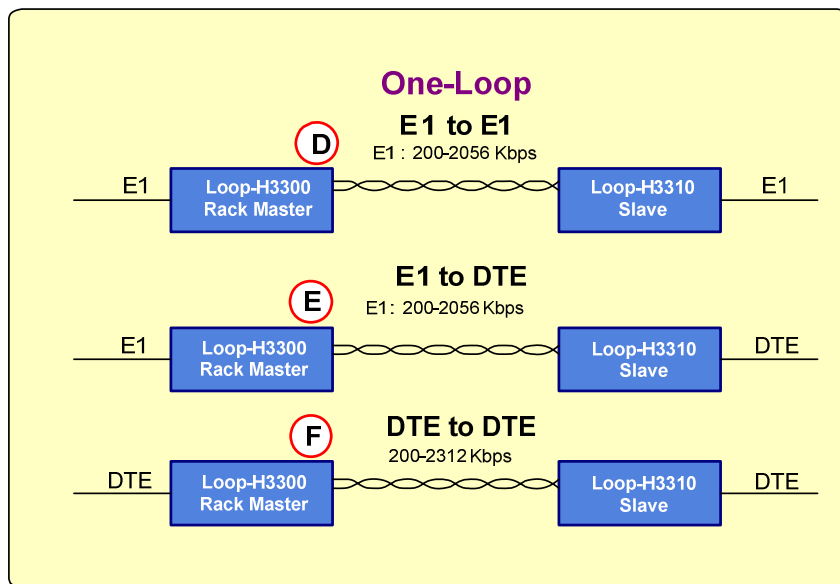 One-Loop
D
E1 to E1
E1 : 200-2056 Kbps
E1
Loop-H3300
Rack Master
Loop-H3310
Slave
E1
E
E1 to DTE
E1: 200-2056 Kbps
E1
Loop-H3300
Rack Master
Loop-H3310
Slave
DTE
F
DTE to DTE
200-2312 Kbps
DTE
Loop-H3300
Rack Master
Loop-H3310
Slave
DTE